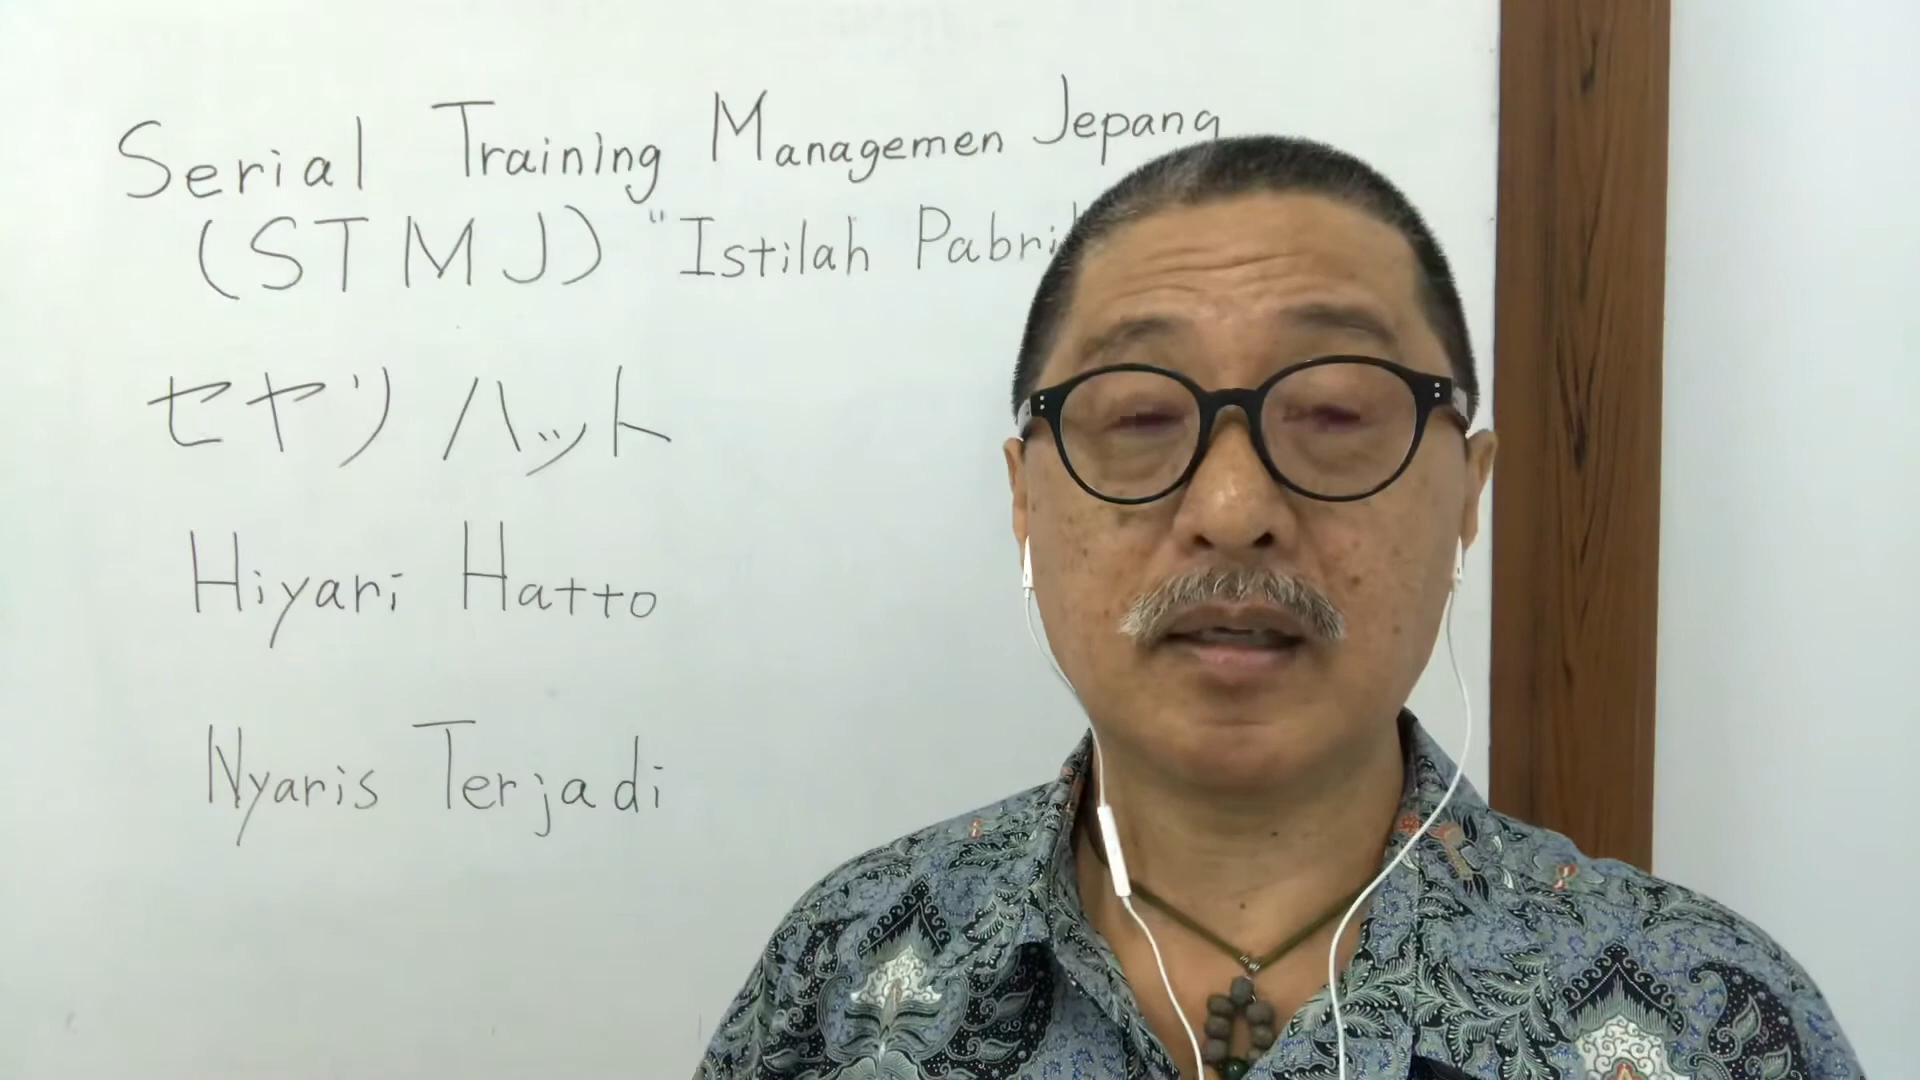 Serial Training Managemen Jepang
(STMJ) "Istilah
セヤリハット
Hiyari Hatto
Nyaris Terjadi